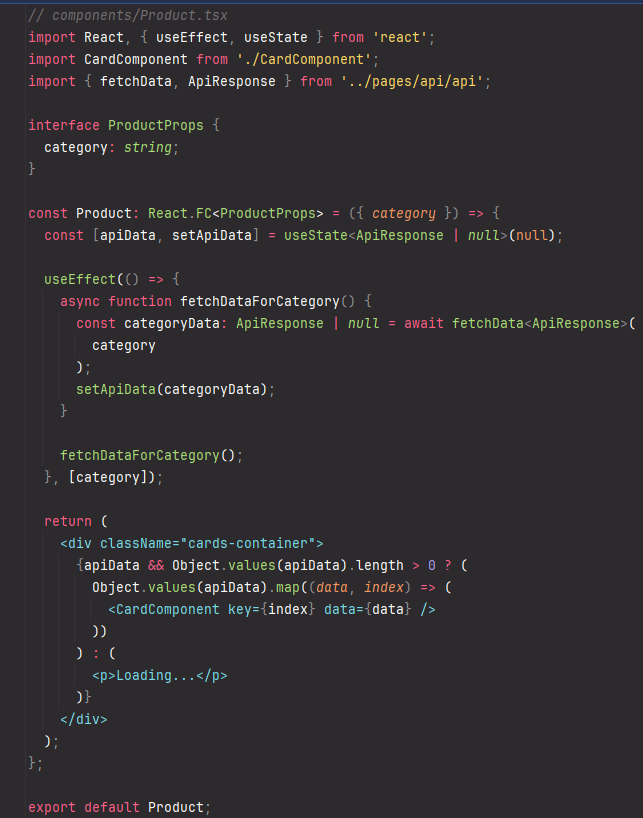 // components/Product.tsx
import React, { useEffect, useState } from 'react';
import CardComponent from './CardComponent';
import { fetchData, ApiResponse } from '../pages/api/api';

interface ProductProps {
  category: string;
}

const Product: React.FC<ProductProps> = ({ category }) => {
  const [apiData, setApiData] = useState<ApiResponse | null>(null);

  useEffect(() => {
    async function fetchDataForCategory() {
      const categoryData: ApiResponse | null = await fetchData<ApiResponse>(
        category
      );
      setApiData(categoryData);
    }

    fetchDataForCategory();
  }, [category]);

  return (
    <div className="cards-container">
      {apiData && Object.values(apiData).length > 0 ? (
        Object.values(apiData).map((data, index) => (
          <CardComponent key={index} data={data} />
        ))
      ) : (
        <p>Loading...</p>
      )}
    </div>
  );
};

export default Product;